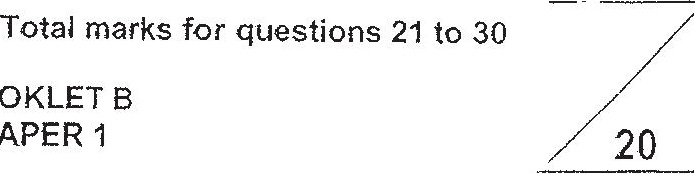 Total marks for questions 21 to 30
OKLET B
APER 1
20